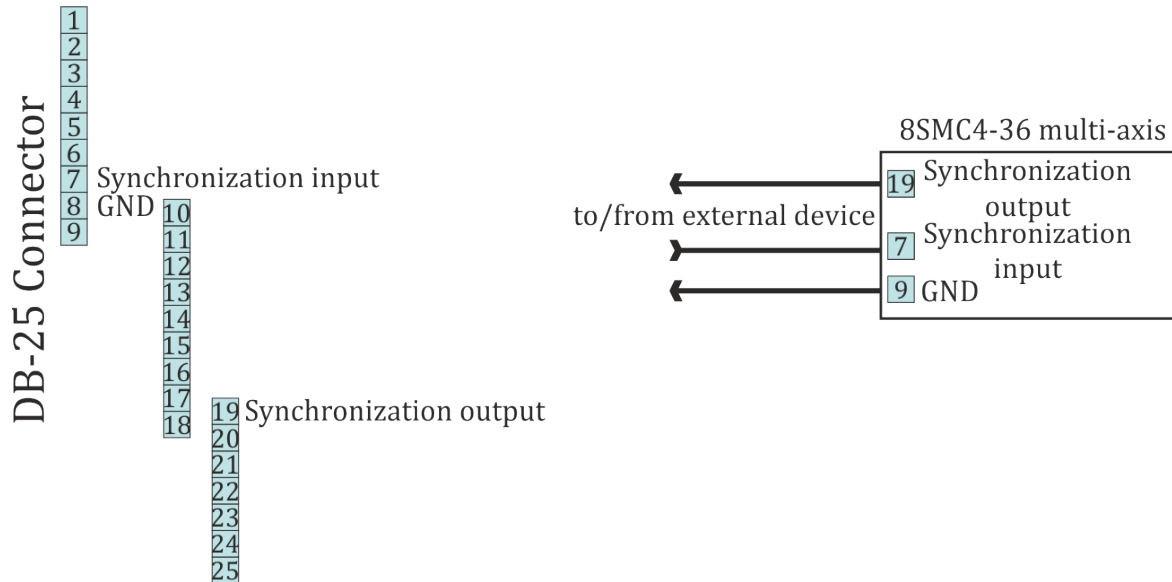 DB-25 Connector
1
2
3
4
5
6
7 Synchronization input
8 GND
9
10
11
12
13
14
15
16
17
18
19 Synchronization output
20
21
22
23
24
25
8SMC4-36 multi-axis
19 Synchronization
output
to/from external device
7 Synchronization
input
9 GND